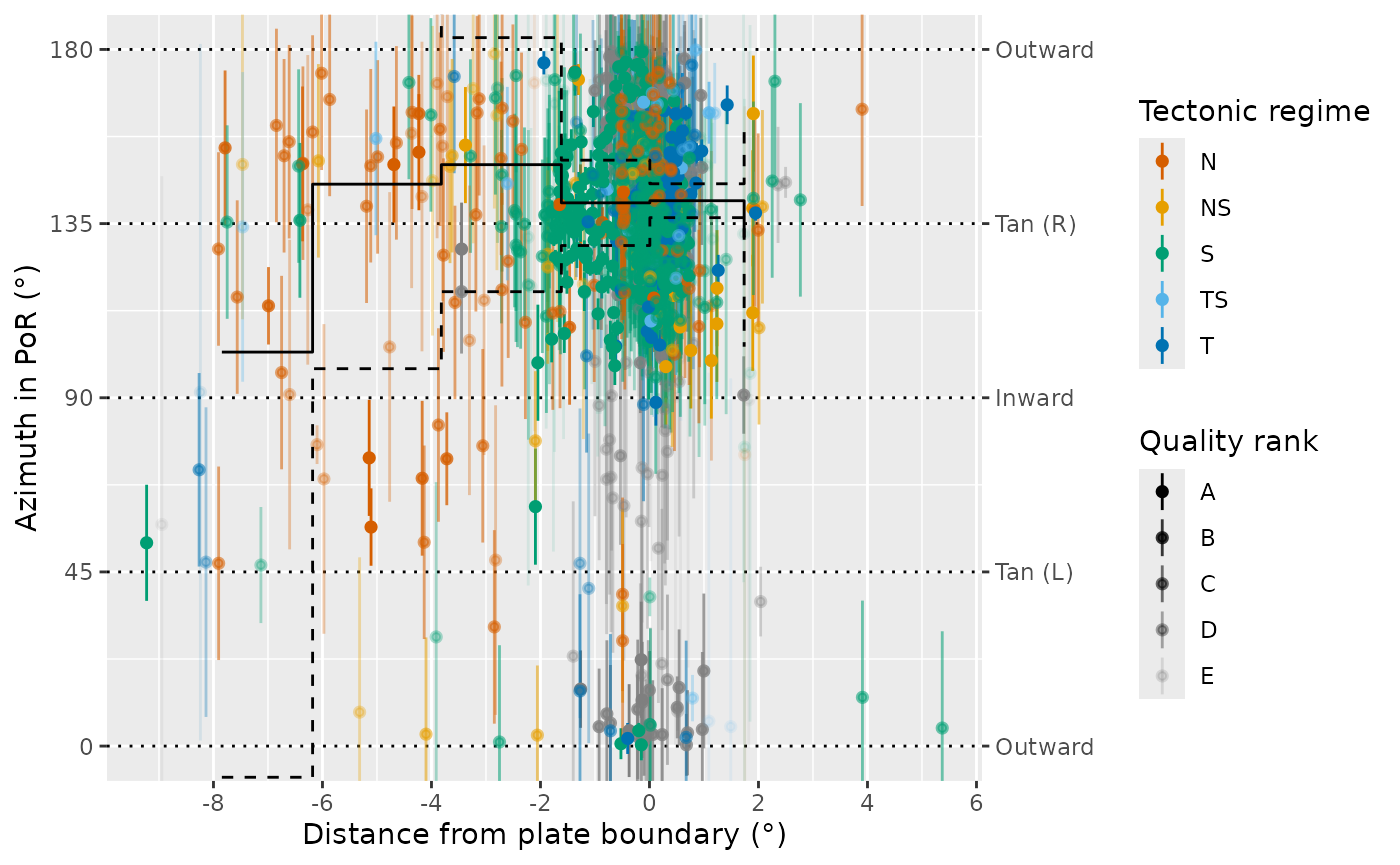 180
135
90
45
0
Azimuth in PoR (°)
-8
-6
-4
-2
0
2
4
6
Distance from plate boundary (°)
Outward
Tan (R)
Inward
Tan (L)
Outward
Tectonic regime
N
NS
S
TS
T
Quality rank
A
B
C
D
E